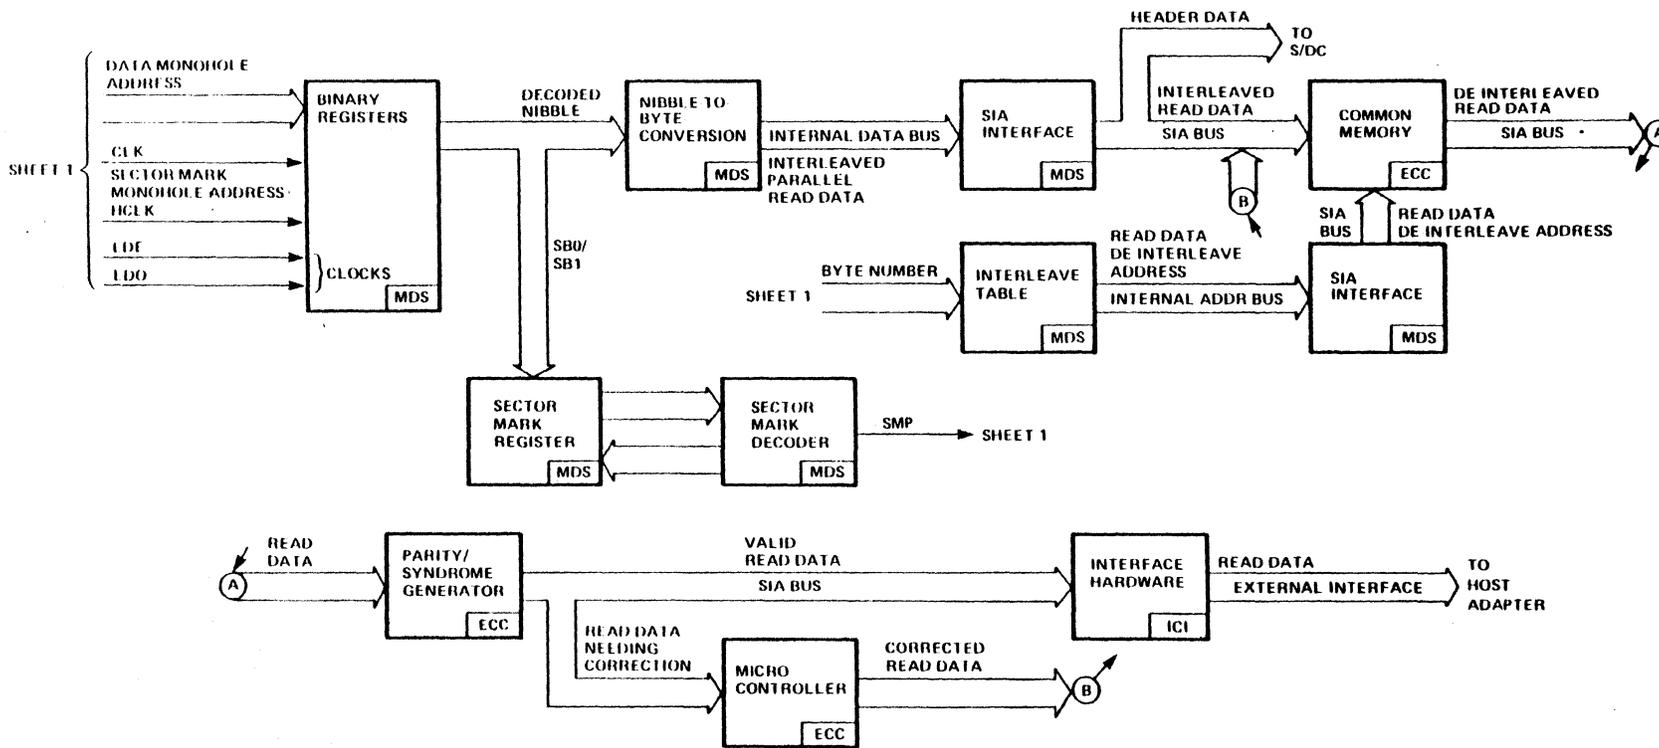 HEADER DATA
TO
S/DC
DATA MONOHOLE
ADDRESS
BINARY
REGISTERS
DECODED
NIBBLE
NIBBLE TO
BYTE
CONVERSION
INTERNAL DATA BUS
INTERLEAVED
PARALLEL
READ DATA
SIA
INTERFACE
INTERLEAVED
READ DATA
SIA BUS
COMMON
MEMORY
DE INTERLEAVED
READ DATA
SIA BUS
A
SHEET 1
CLK
SECTOR MARK
MONOHOLE ADDRESS
HCLK
LDE
LDO
CLOCKS
MDS
MDS
MDS
ECC
B
SB0/
SB1
SIA
BUS
READ DATA
DE INTERLEAVE ADDRESS
SHEET 1
BYTE NUMBER
INTERLEAVE
TABLE
MDS
READ DATA
DE INTERLEAVE
ADDRESS
INTERNAL ADDR BUS
SIA
INTERFACE
MDS
SECTOR
MARK
REGISTER
MDS
SECTOR
MARK
DECODER
MDS
SMP
SHEET 1
A
READ
DATA
PARITY/
SYNDROME
GENERATOR
ECC
VALID
READ DATA
SIA BUS
INTERFACE
HARDWARE
ICI
READ DATA
EXTERNAL INTERFACE
TO
HOST
ADAPTER
READ DATA
NEEDING
CORRECTION
MICRO
CONTROLLER
ECC
CORRECTED
READ DATA
B